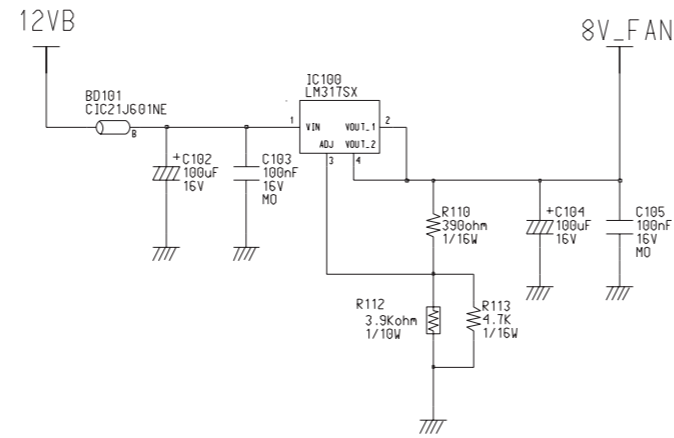 12VB
8V_FAN
BD101
CIC21J601NE
B
IC100
LM317SX
1
VIN
VOUT_1
2
ADJ
VOUT_2
3
4
+C102
100uF
16V
C103
100nF
16V
MO
R110
390ohm
1/16W
+C104
100uF
16V
C105
100nF
16V
MO
R112
3.9Kohm
1/10W
R113
4.7K
1/16W